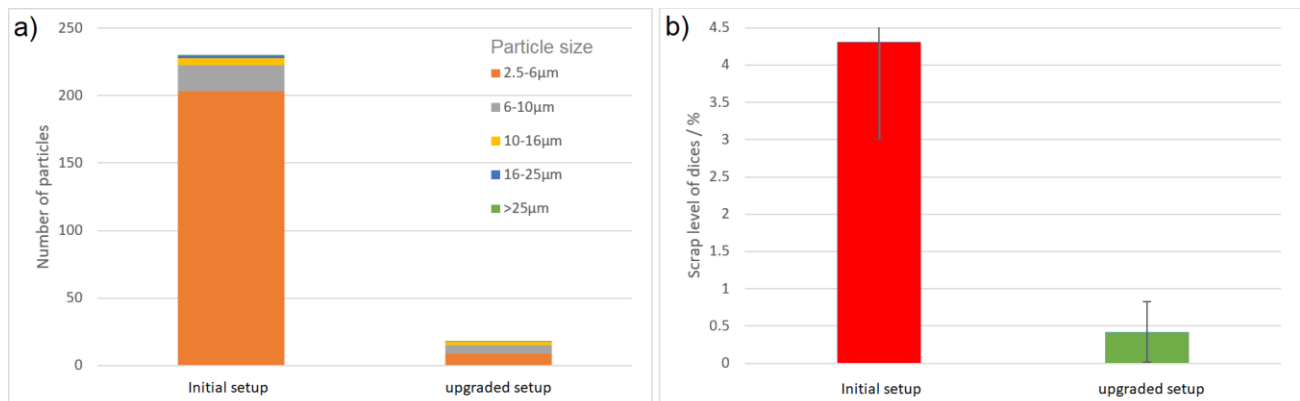 a)
250
200
150
100
50
0
Number of particles
Particle size
2.5-6µm
6-10µm
10-16µm
16-25µm
>25µm
Initial setup
upgraded setup
b)
4.5
4
3.5
3
2.5
2
1.5
1
0.5
0
Scrap level of dices / %
Initial setup
upgraded setup